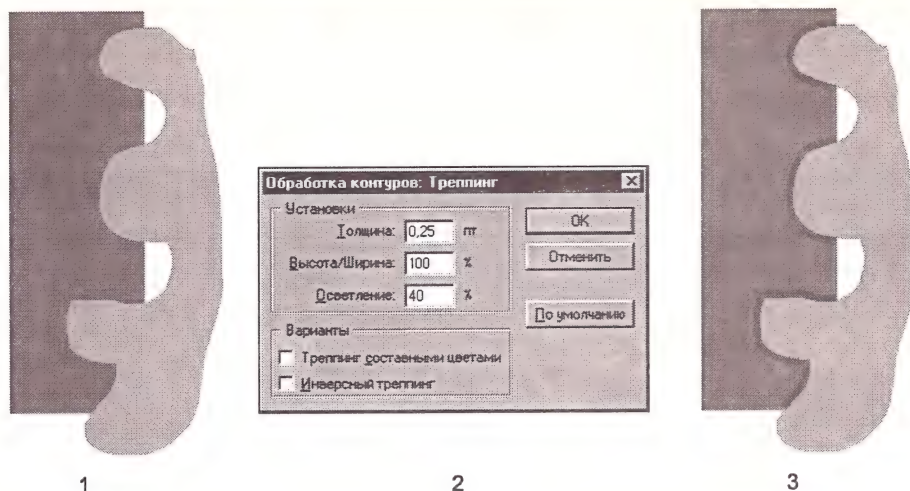 Обработка контуров: Треппинг
Установки
Толщина: 0,25 пт
Высота/Ширина: 100 %
Осветление: 40 %
Варианты
Треппинг составными цветами
Инверсный треппинг
OK
Отменить
По умолчанию
1
2
3